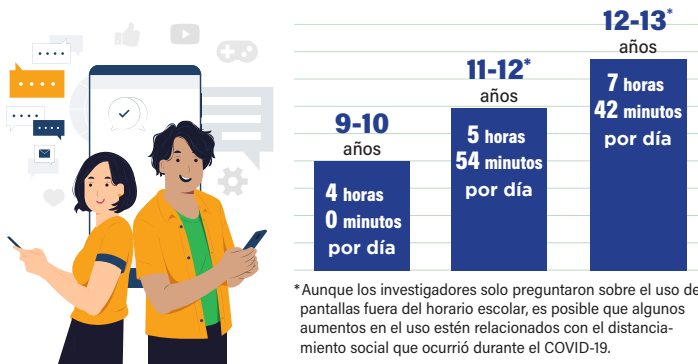 9-10
años
4 horas
0 minutos
por día
11-12*
años
5 horas
54 minutos
por día
12-13*
años
7 horas
42 minutos
por día
*Aunque los investigadores solo preguntaron sobre el uso de
pantallas fuera del horario escolar, es posible que algunos
aumentos en el uso estén relacionados con el distancia-
miento social que ocurrió durante el COVID-19.